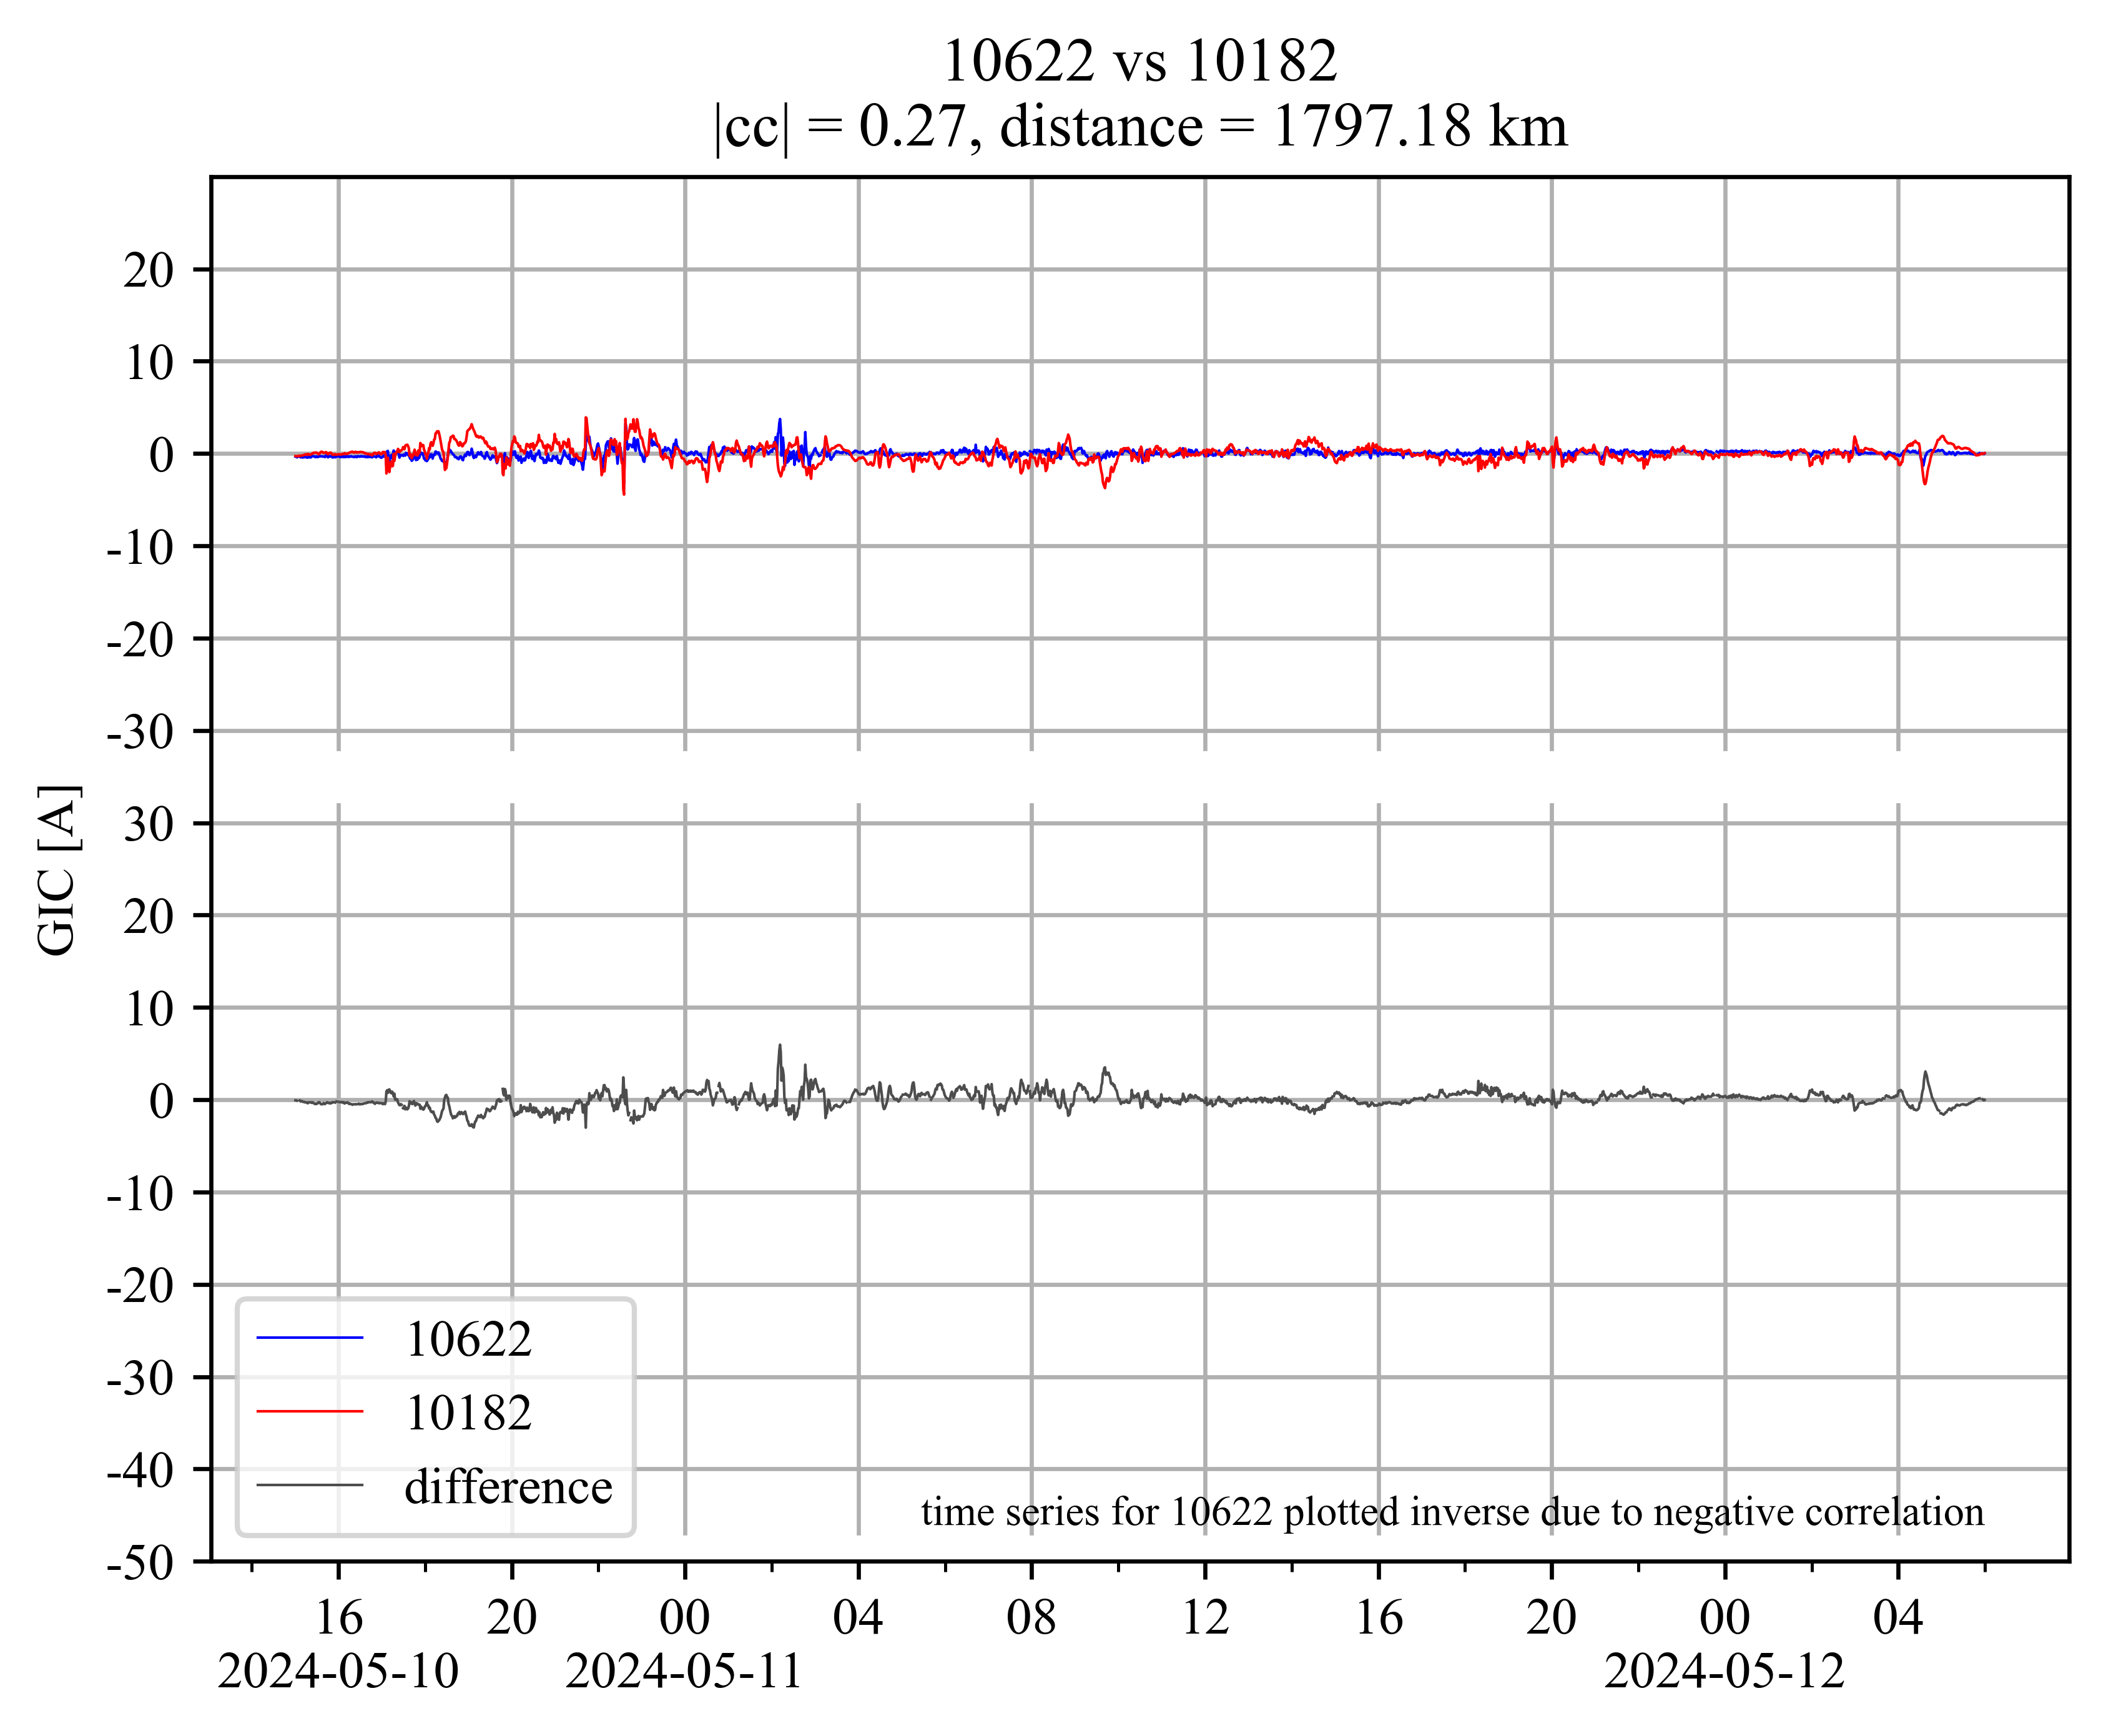 10622 vs 10182
|cc| = 0.27, distance = 1797.18 km
GIC [A]
20
10
0
-10
-20
-30
30
20
10
0
-10
-20
-30
-40
-50
10622
10182
difference
time series for 10622 plotted inverse due to negative correlation
16 20 00 04 08 12 16 20 00 04
2024-05-10 2024-05-11 2024-05-12